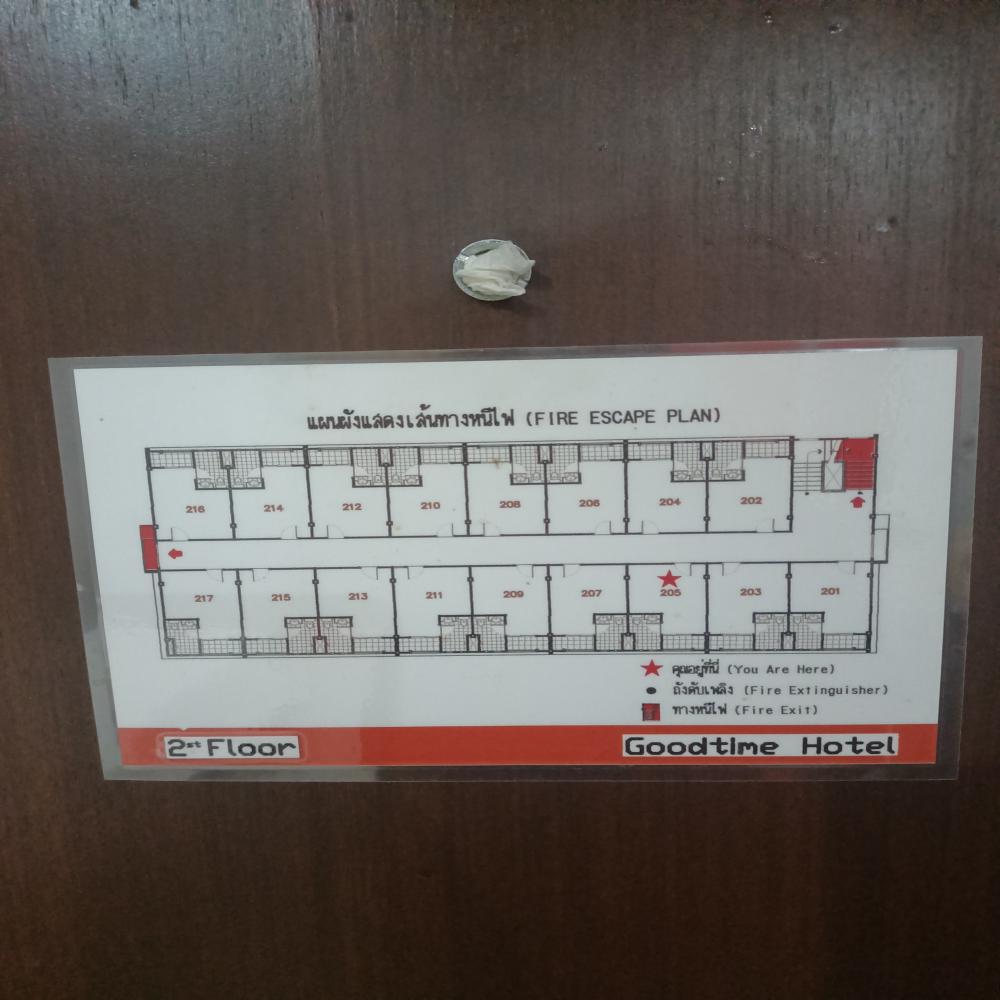 แผนผังแสดงเส้นทางหนีไฟ (FIRE ESCAPE PLAN)
216 214 212 210 208 206 204 202
217 215 213 211 209 207 205 203 201
คุณอยู่ที่นี่ (You Are Here)
ถังดับเพลิง (Fire Extinguisher)
ทางหนีไฟ (Fire Exit)
2st Floor Goodtime Hotel